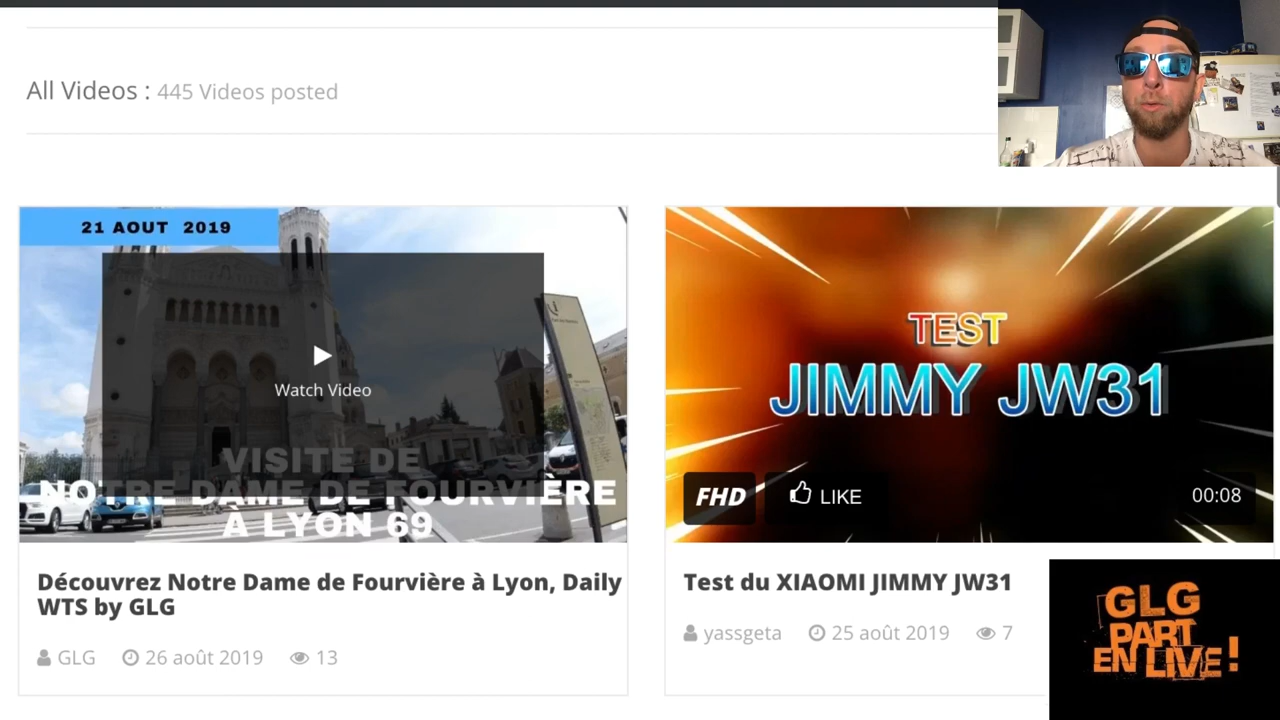 All Videos : 445 Videos posted
21 AOUT 2019
Watch Video
VISITE DE
NOTRE DAME DE FOURVIÈRE
À LYON 69
Découvrez Notre Dame de Fourvière à Lyon, Daily
WTS by GLG
GLG 26 août 2019 13
TEST
JIMMY JW31
FHD LIKE 00:08
Test du XIAOMI JIMMY JW31
yassgeta 25 août 2019 7
GLG
PART
EN LIVE !